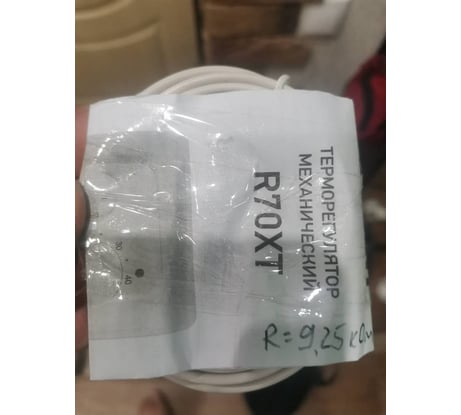 ТЕРМОРЕГУЛЯТОР
МЕХАНИЧЕСКИЙ
R70XT
30
40
R=9,25 кОм